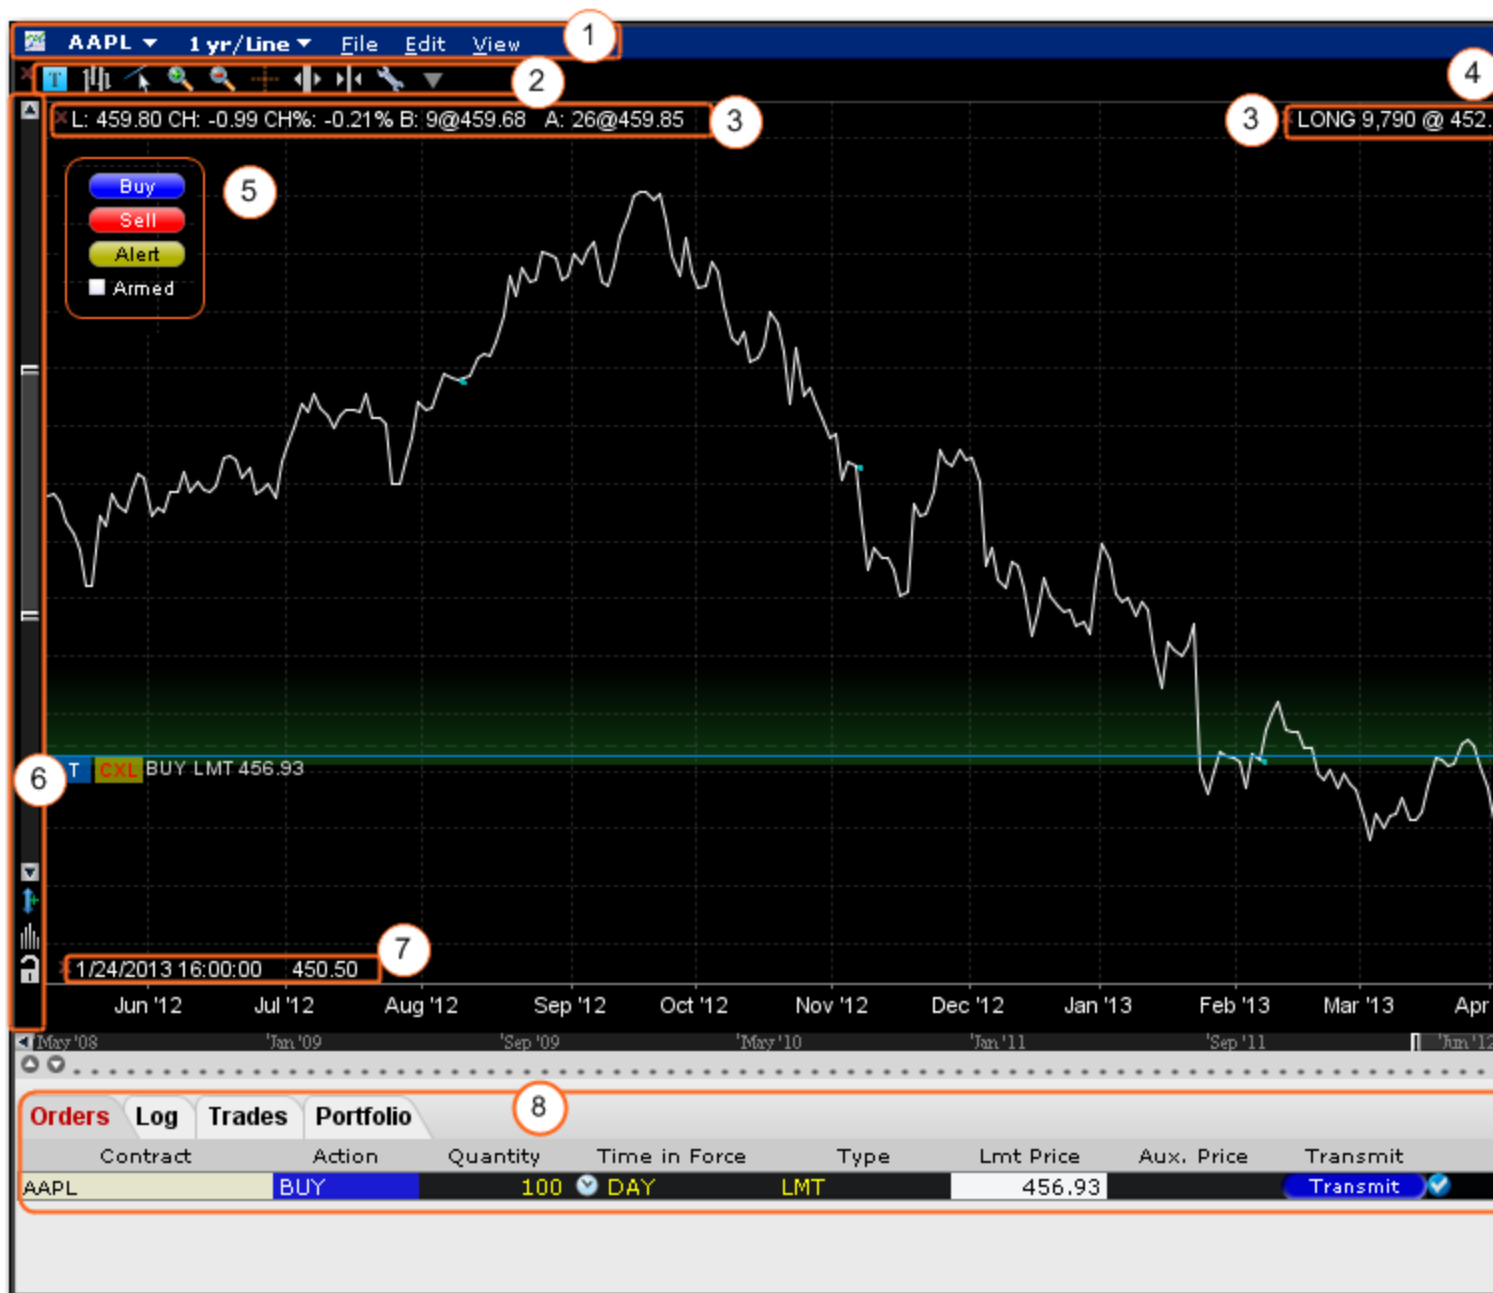 AAPL 1 yr/Line File Edit View 1
T 2 4
L: 459.80 CH: -0.99 CH%: -0.21% B: 9@459.68 A: 26@459.85 3 3 LONG 9,790 @ 452.
Buy 5
Sell
Alert
Armed
6 T CXL BUY LMT 456.93
1/24/2013 16:00:00 450.50 7
Jun '12 Jul '12 Aug '12 Sep '12 Oct '12 Nov '12 Dec '12 Jan '13 Feb '13 Mar '13 Apr
May '08 'Jan '09 'Sep '09 'May '10 'Jan '11 'Sep '11 'Jun '12
8
Orders Log Trades Portfolio
Contract Action Quantity Time in Force Type Lmt Price Aux. Price Transmit
AAPL BUY 100 DAY LMT 456.93 Transmit